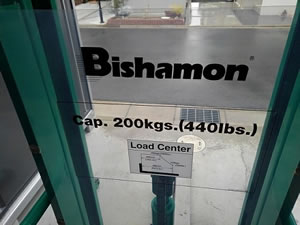 Bishamon®
Cap. 200kgs.(440lbs.)
Load Center